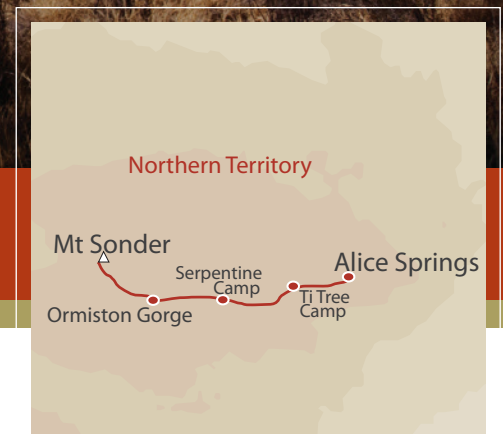 Northern Territory
Mt Sonder
Alice Springs
Serpentine
Camp
Ti Tree
Camp
Ormiston Gorge